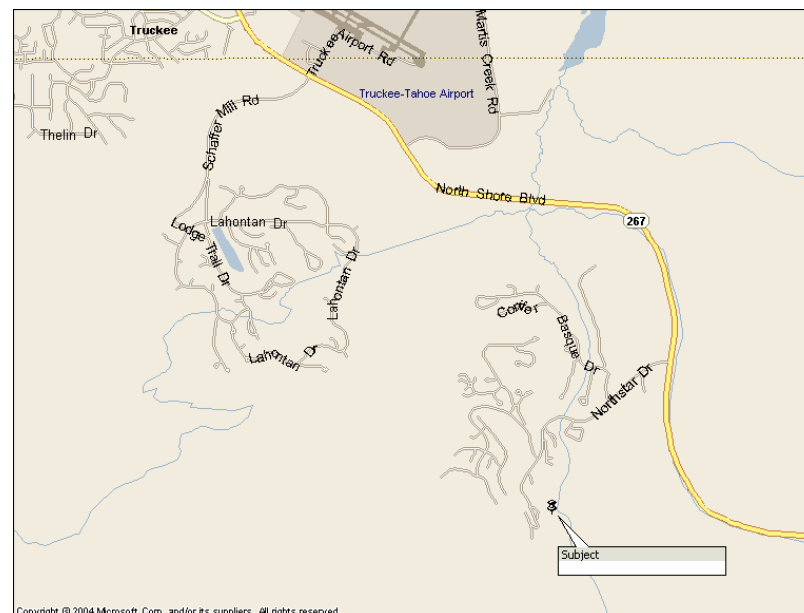 Truckee
Truckee
Airport Rd
Martis Creek Rd
Truckee-Tahoe Airport
Schaffer Mill Rd
Thelin Dr
North Shore Blvd
267
Lahontan Dr
Lodge Trail Dr
Lahontan Dr
Lahontan Dr
Conifer
Basque Dr
Northstar Dr
Subject
Copyright © 2004 Microsoft Corp. and/or its suppliers. All rights reserved.